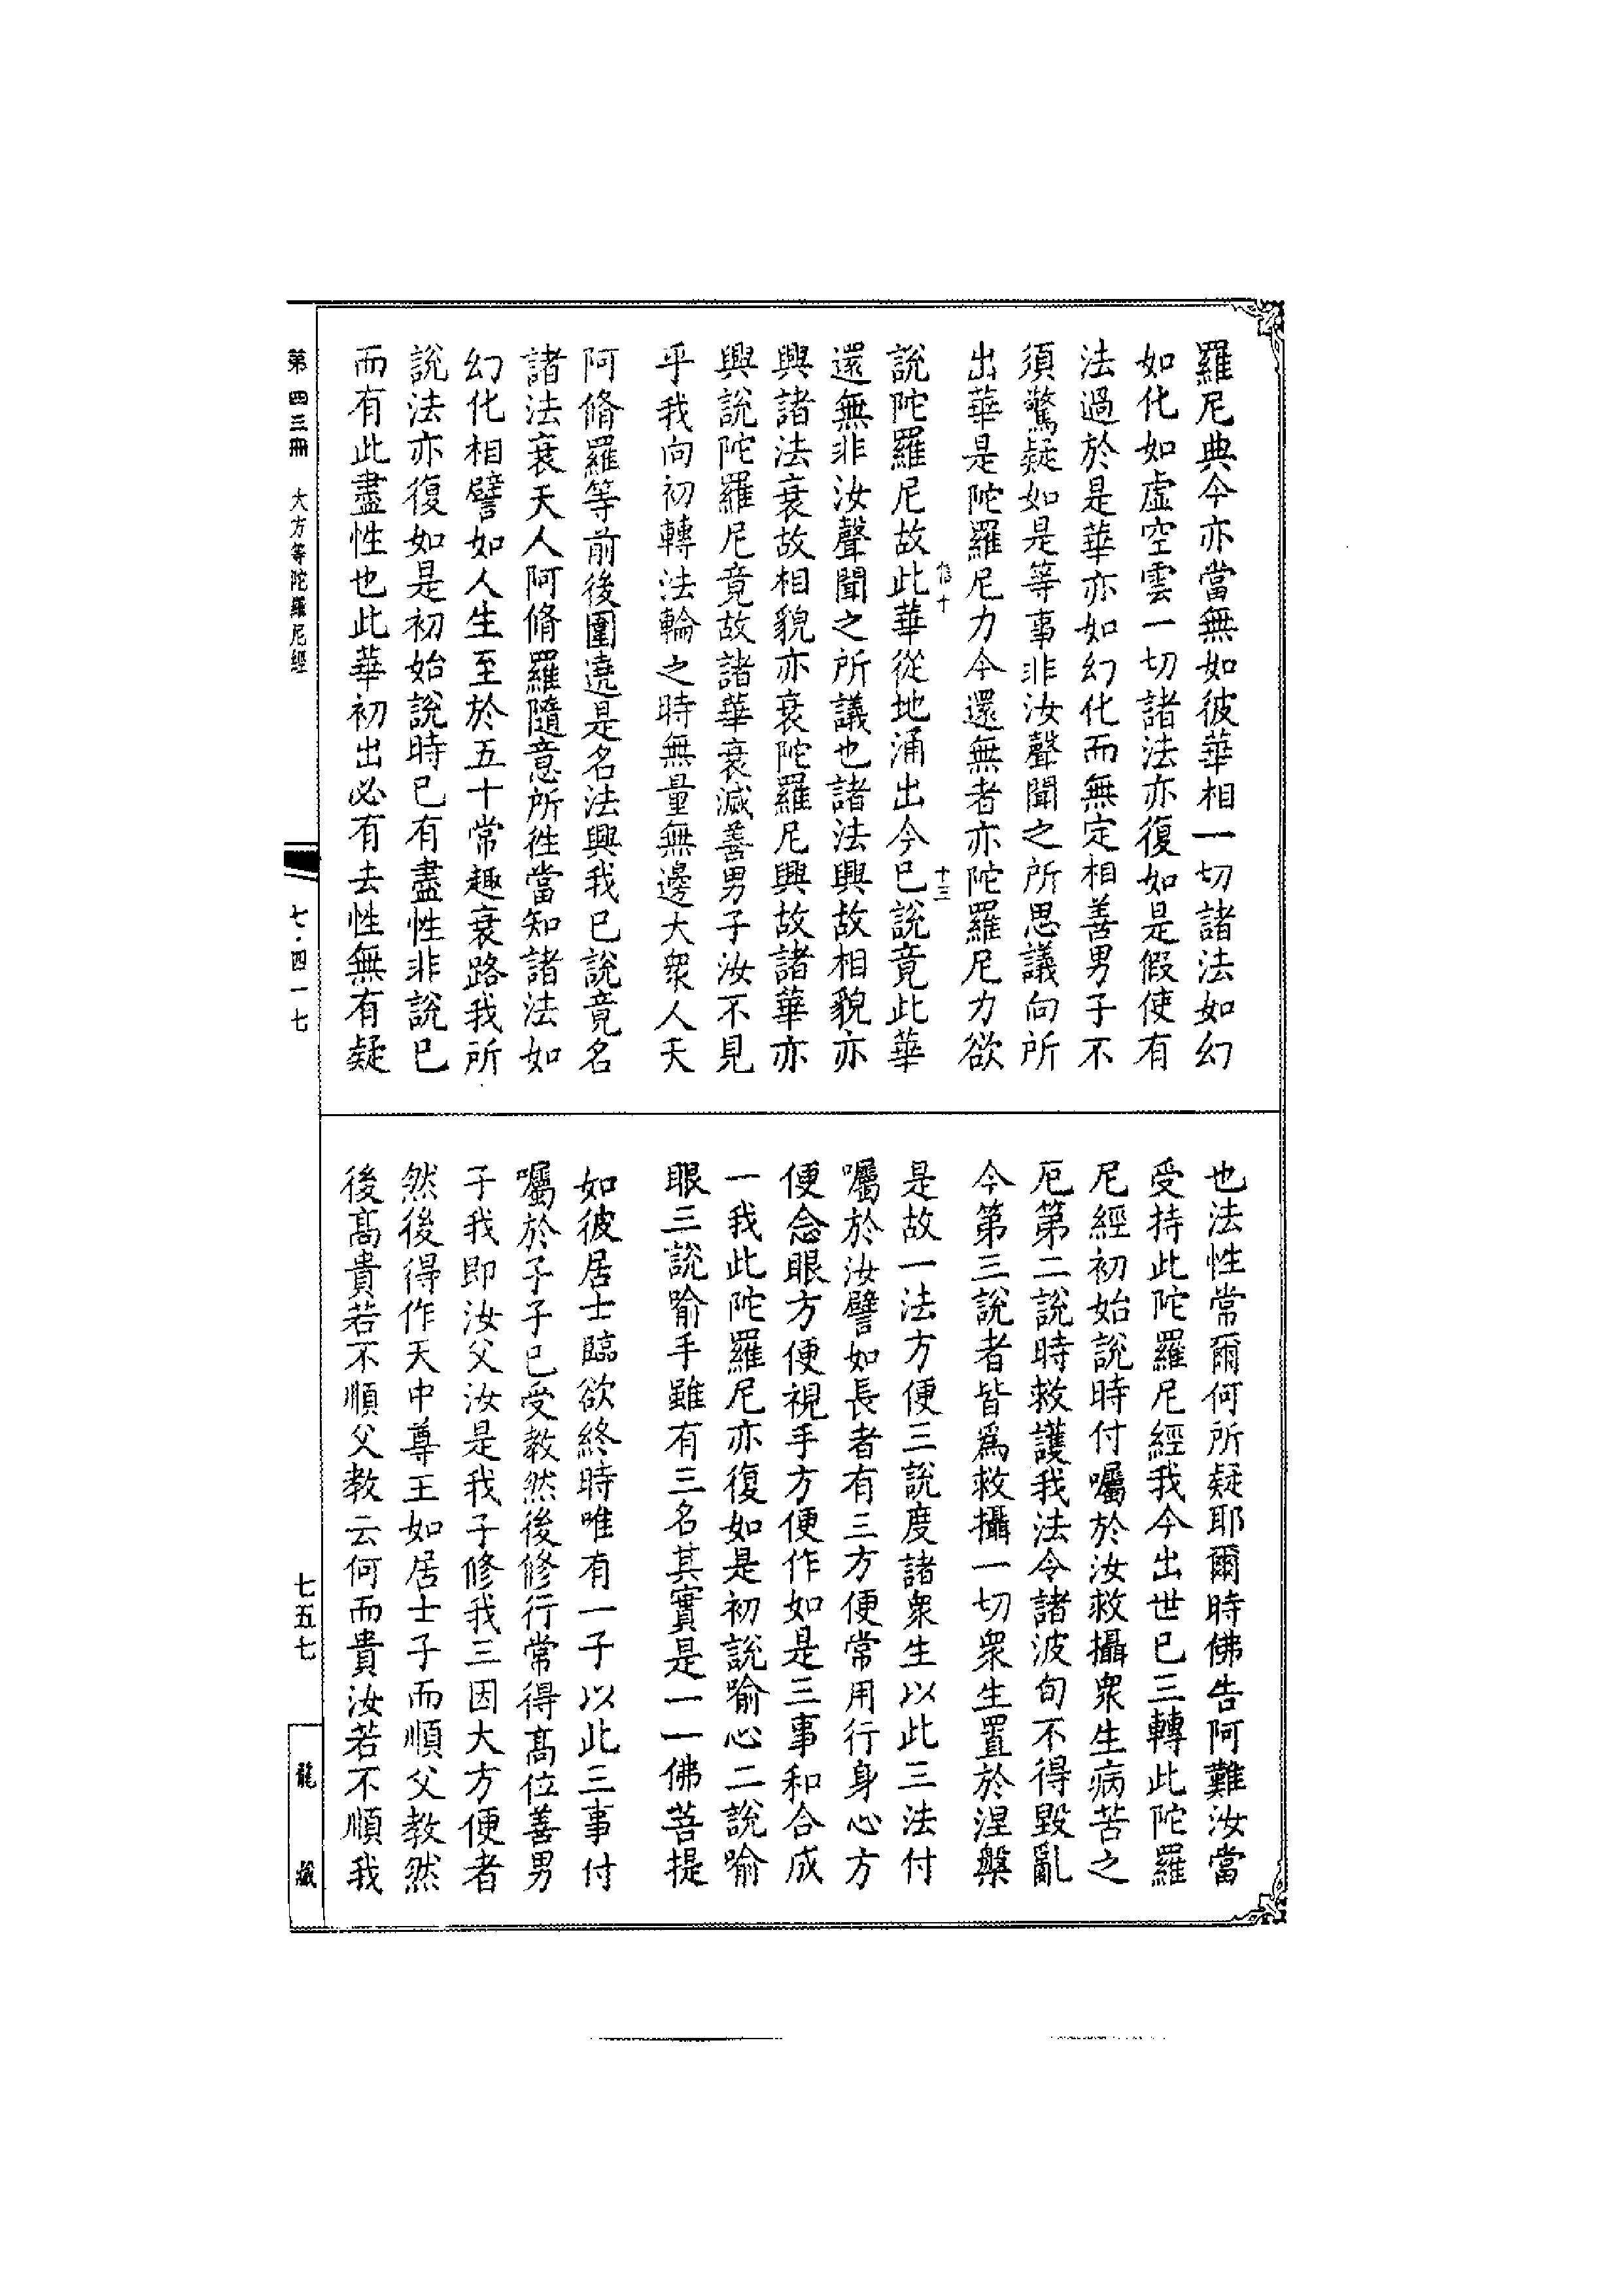 羅尼典今亦當無如彼華相一切諸法如幻
如化如虛空雲一切諸法亦復如是假使有
法過於是華亦如幻化而無定相善男子不
須驚疑如是等事非汝聲聞之所思議向所
出華是陀羅尼力今還無者亦陀羅尼力欲
十
十三
說陀羅尼故此華從地涌出今已說竟此華
還無非汝聲聞之所議也諸法興故相貌亦
興諸法衰故相貌亦衰陀羅尼興故諸華亦
興說陀羅尼竟故諸華衰減善男子汝不見
乎我向初轉法輪之時無量無邊大衆人天
阿脩羅等前後圍遶是名法興我已說竟名
諸法衰天人阿脩羅隨意所徃當知諸法如
幻化相譬如人生至於五十常趣衰路我所
說法亦復如是初始說時已有盡性非說已
而有此盡性也此華初出必有去性無有疑
也法性常爾何所疑耶爾時佛告阿難汝當
受持此陀羅尼經我今出世已三轉此陀羅
尼經初始說時付囑於汝救攝衆生病苦之
厄第二說時救護我法令諸波旬不得毀亂
今第三說者皆爲救攝一切衆生置於涅槃
是故一法方便三說度諸衆生以此三法付
囑於汝譬如長者有三方便常用行身心方
便念眼方便視手方便作如是三事和合成
一我此陀羅尼亦復如是初說喻心二說喻
眼三說喻手雖有三名其實是一一佛菩提
如彼居士臨欲終時唯有一子以此三事付
囑於子子已受教然後修行常得高位善男
子我即汝父汝是我子修我三因大方便者
然後得作天中尊王如居士子而順父教然
後高貴若不順父教云何而貴汝若不順我
第四三冊 大方等陀羅尼經
七·四一七
七五七
龍藏